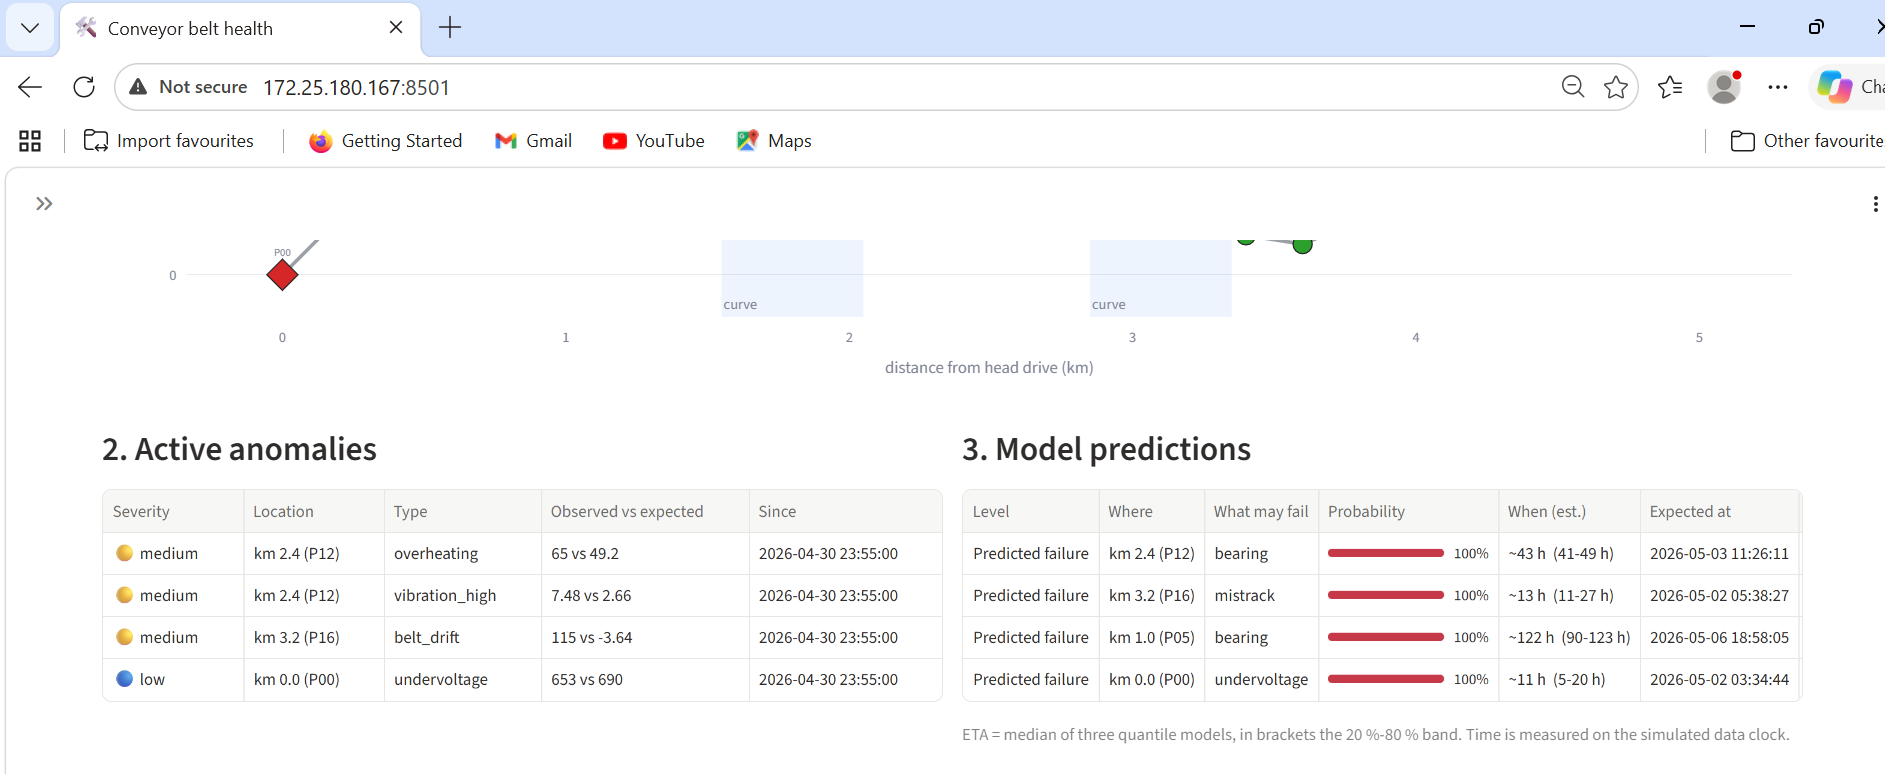 Conveyor belt health
Not secure 172.25.180.167:8501
Import favourites Getting Started Gmail YouTube Maps Other favourite
P00
0
curve curve
0 1 2 3 4 5
distance from head drive (km)
2. Active anomalies
Severity Location Type Observed vs expected Since
medium km 2.4 (P12) overheating 65 vs 49.2 2026-04-30 23:55:00
medium km 2.4 (P12) vibration_high 7.48 vs 2.66 2026-04-30 23:55:00
medium km 3.2 (P16) belt_drift 115 vs -3.64 2026-04-30 23:55:00
low km 0.0 (P00) undervoltage 653 vs 690 2026-04-30 23:55:00
3. Model predictions
Level Where What may fail Probability When (est.) Expected at
Predicted failure km 2.4 (P12) bearing 100% ~43 h (41-49 h) 2026-05-03 11:26:11
Predicted failure km 3.2 (P16) mistrack 100% ~13 h (11-27 h) 2026-05-02 05:38:27
Predicted failure km 1.0 (P05) bearing 100% ~122 h (90-123 h) 2026-05-06 18:58:05
Predicted failure km 0.0 (P00) undervoltage 100% ~11 h (5-20 h) 2026-05-02 03:34:44
ETA = median of three quantile models, in brackets the 20 %-80 % band. Time is measured on the simulated data clock.